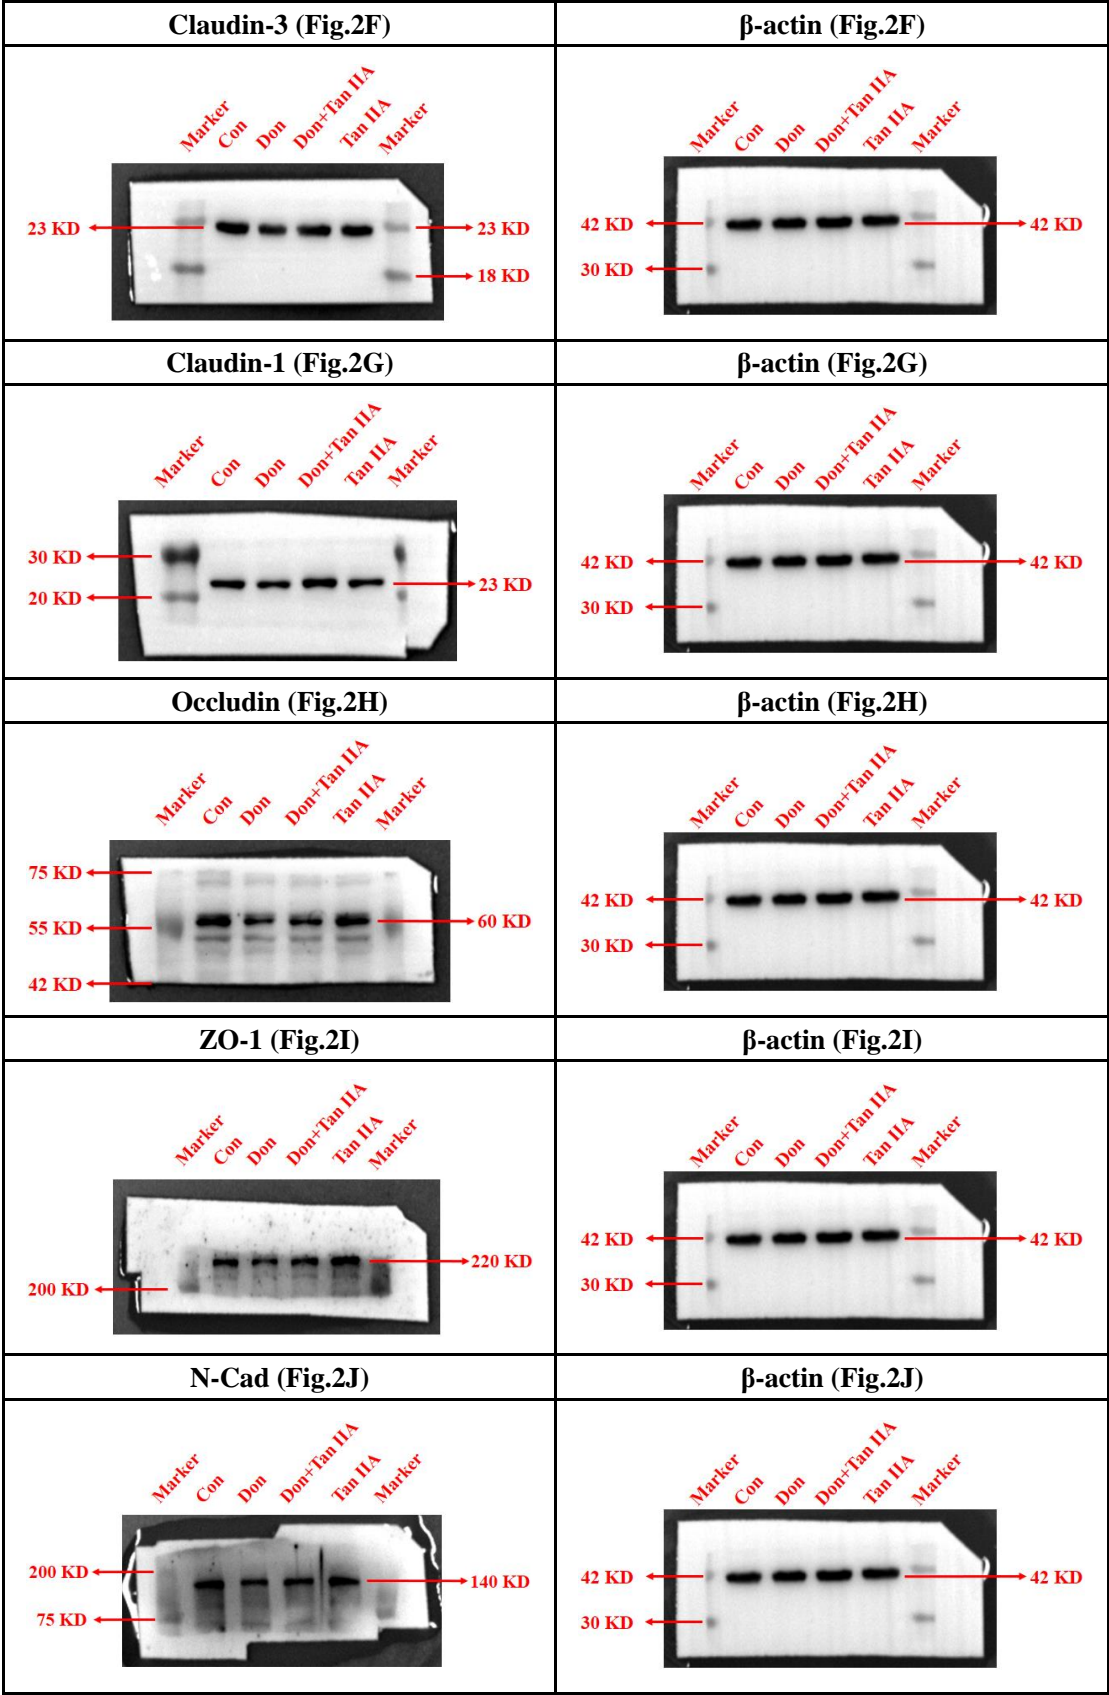 Claudin-3 (Fig.2F)
β-actin (Fig.2F)
Marker Con Don Don+Tan IIA Tan IIA Marker
23 KD
23 KD
18 KD
Marker Con Don Don+Tan IIA Tan IIA Marker
42 KD
42 KD
30 KD
Claudin-1 (Fig.2G)
β-actin (Fig.2G)
Marker Con Don Don+Tan IIA Tan IIA Marker
30 KD
23 KD
20 KD
Marker Con Don Don+Tan IIA Tan IIA Marker
42 KD
42 KD
30 KD
Occludin (Fig.2H)
β-actin (Fig.2H)
Marker Con Don Don+Tan IIA Tan IIA Marker
75 KD
60 KD
55 KD
42 KD
Marker Con Don Don+Tan IIA Tan IIA Marker
42 KD
42 KD
30 KD
ZO-1 (Fig.2I)
β-actin (Fig.2I)
Marker Con Don Don+Tan IIA Tan IIA Marker
220 KD
200 KD
Marker Con Don Don+Tan IIA Tan IIA Marker
42 KD
42 KD
30 KD
N-Cad (Fig.2J)
β-actin (Fig.2J)
Marker Con Don Don+Tan IIA Tan IIA Marker
200 KD
140 KD
75 KD
Marker Con Don Don+Tan IIA Tan IIA Marker
42 KD
42 KD
30 KD